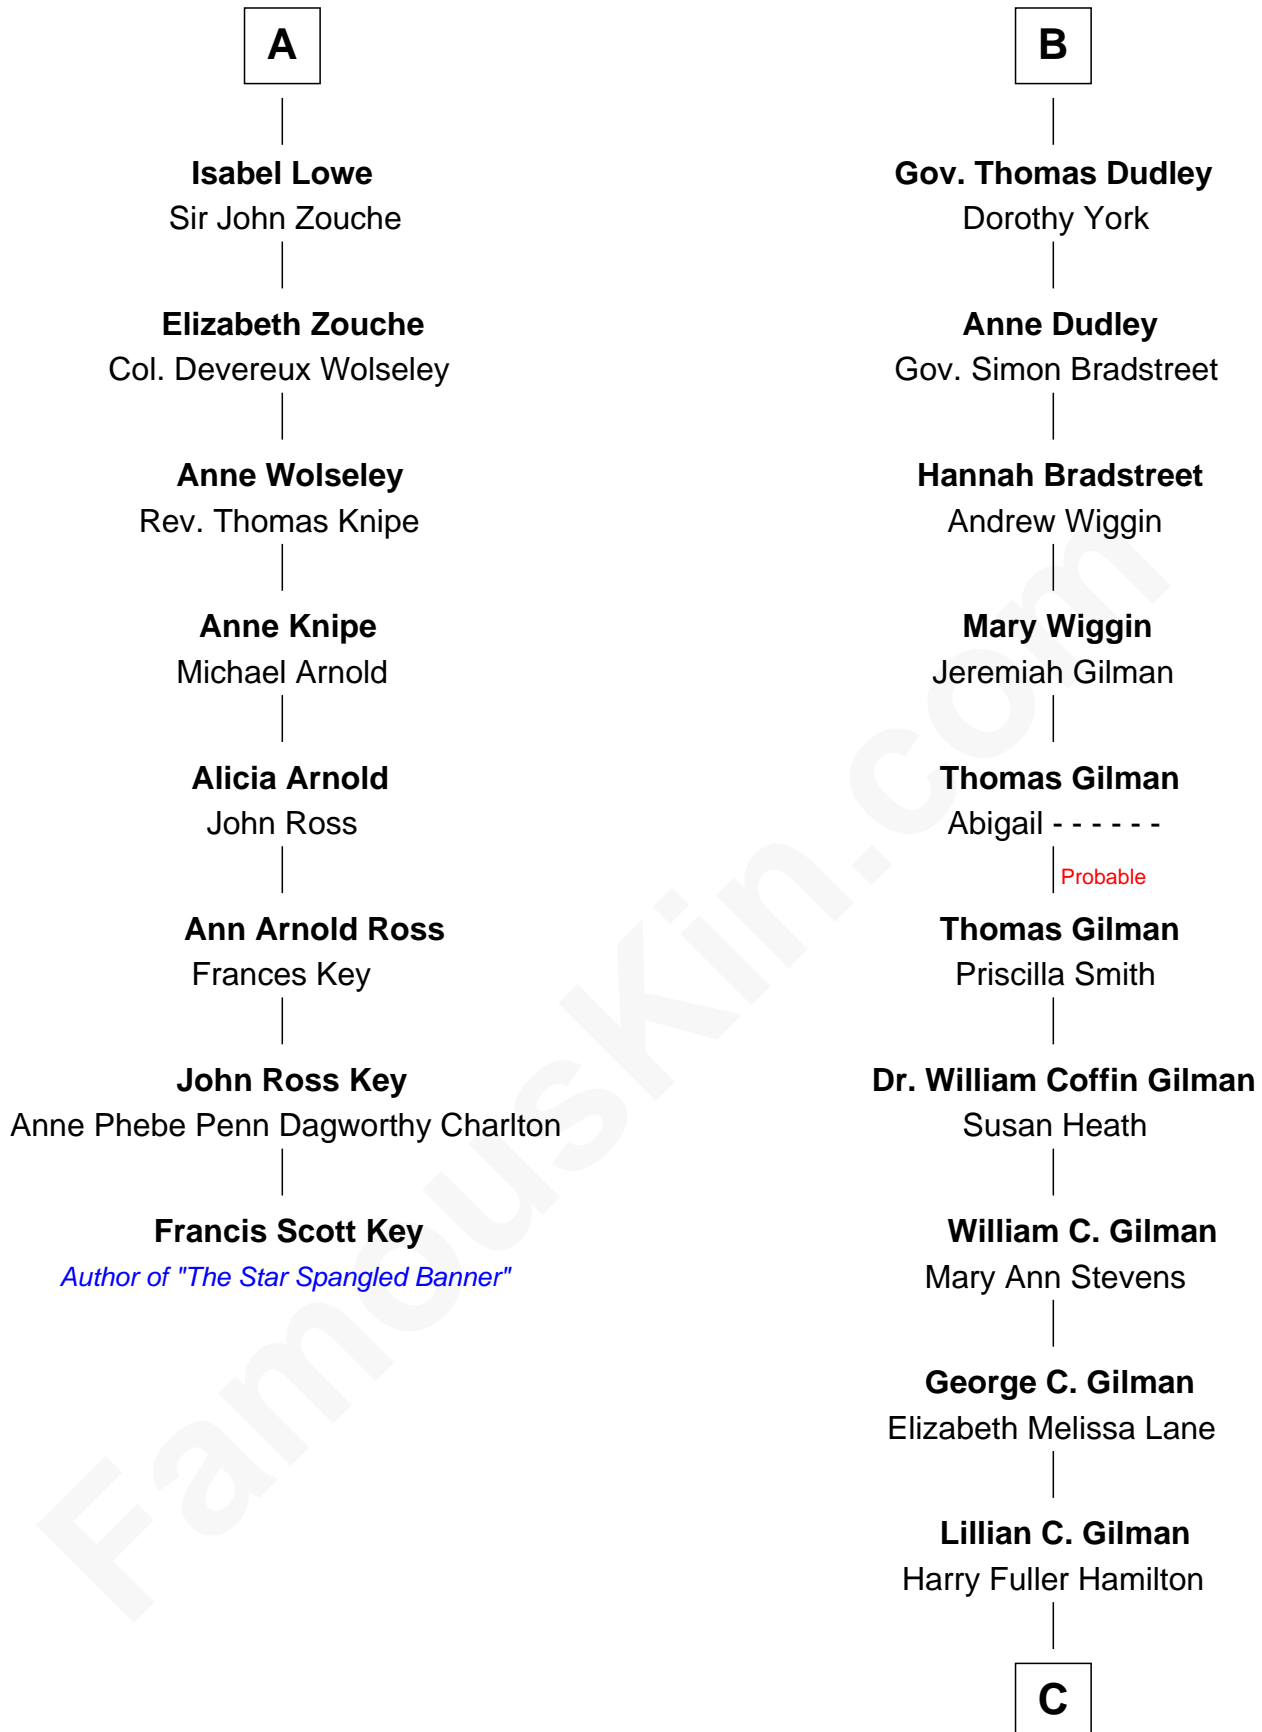 A
Isabel Lowe
Sir John Zouche
Elizabeth Zouche
Col. Devereux Wolseley
Anne Wolseley
Rev. Thomas Knipe
Anne Knipe
Michael Arnold
Alicia Arnold
John Ross
Ann Arnold Ross
Frances Key
John Ross Key
Anne Phebe Penn Dagworthy Charlton
Francis Scott Key
Author of "The Star Spangled Banner"
B
Gov. Thomas Dudley
Dorothy York
Anne Dudley
Gov. Simon Bradstreet
Hannah Bradstreet
Andrew Wiggin
Mary Wiggin
Jeremiah Gilman
Thomas Gilman
Abigail - - - - - -
Probable
Thomas Gilman
Priscilla Smith
Dr. William Coffin Gilman
Susan Heath
William C. Gilman
Mary Ann Stevens
George C. Gilman
Elizabeth Melissa Lane
Lillian C. Gilman
Harry Fuller Hamilton
C
FamousKin.com